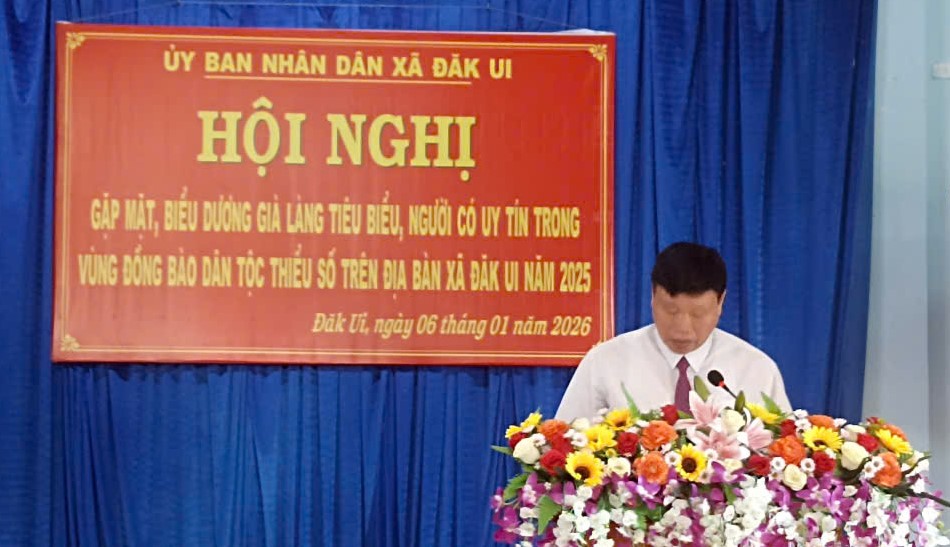 ỦY BAN NHÂN DÂN XÃ ĐĂK UI
HỘI NGHỊ
GẶP MẶT, BIỂU DƯƠNG GIÀ LÀNG TIÊU BIỂU, NGƯỜI CÓ UY TÍN TRONG
VÙNG ĐỒNG BÀO DÂN TỘC THIỂU SỐ TRÊN ĐỊA BÀN XÃ ĐĂK UI NĂM 2025
Đăk Ui, ngày 06 tháng 01 năm 2026